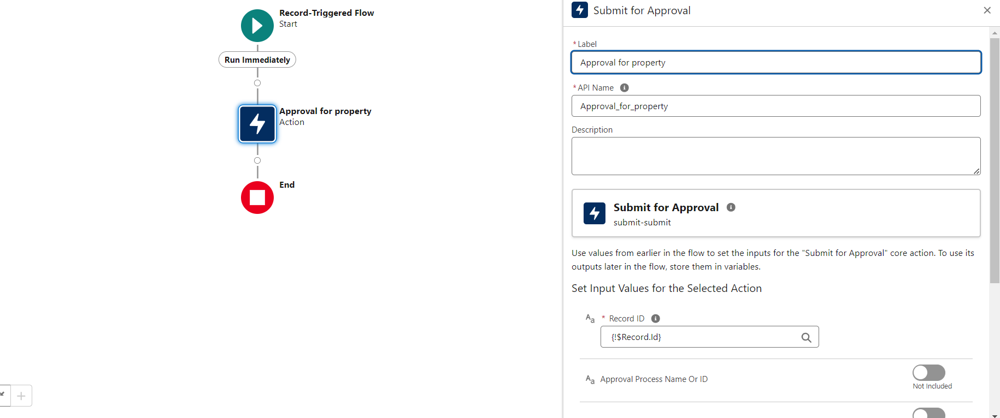 Record-Triggered Flow
Start
Run Immediately
Approval for property
Action
End
Submit for Approval
* Label
Approval for property
* API Name
Approval_for_property
Description
Submit for Approval
submit-submit
Use values from earlier in the flow to set the inputs for the "Submit for Approval" core action. To use its
outputs later in the flow, store them in variables.
Set Input Values for the Selected Action
Aa * Record ID
{!$Record.Id}
Aa Approval Process Name Or ID
Not Included